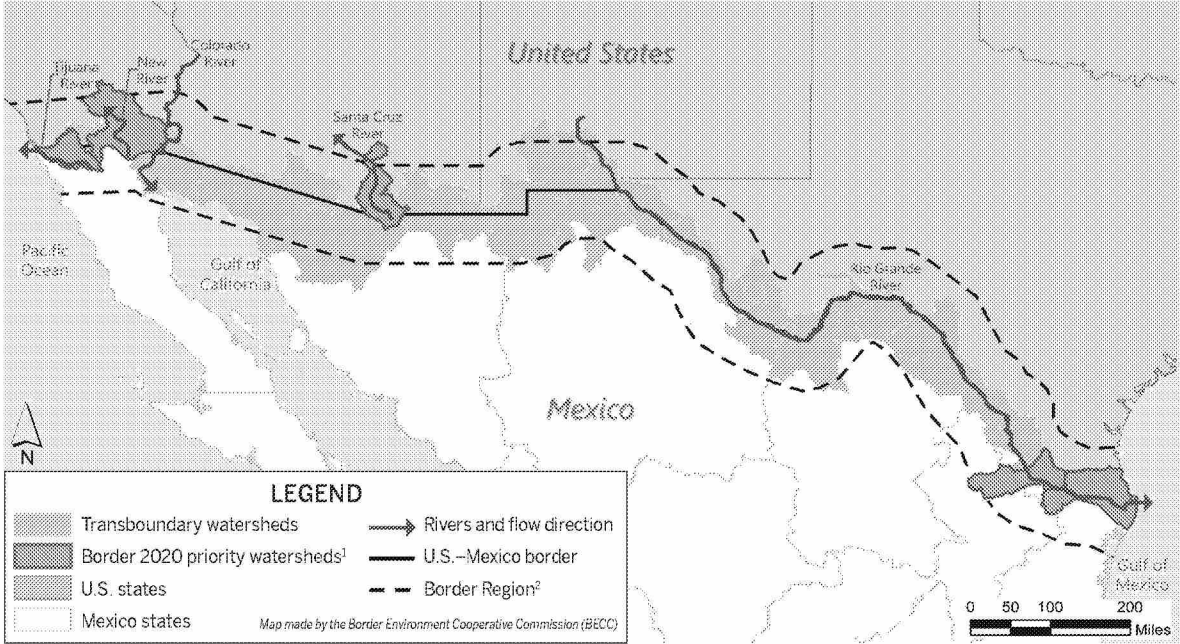 Colorado
River
New
River
Tijuana
River
United States
Santa Cruz
River
Pacific
Ocean
Gulf of
California
Rio Grande
River
Mexico
N
LEGEND
Transboundary watersheds
Border 2020 priority watersheds¹
U.S. states
Mexico states
Rivers and flow direction
U.S.–Mexico border
Border Region²
Map made by the Border Environment Cooperative Commission (BECC)
Gulf of
Mexico
0 50 100 200
Miles